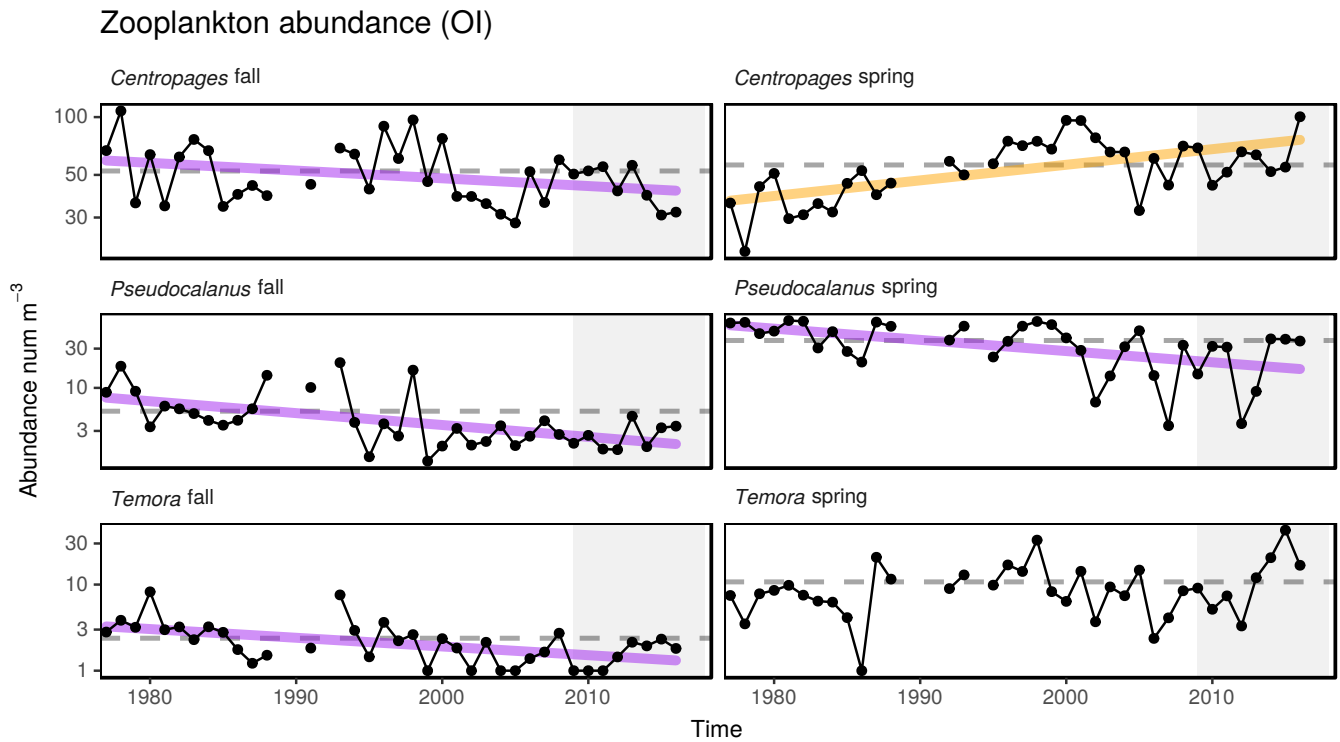 Zooplankton abundance (OI)
Centropages fall
Centropages spring
100
50
30
Pseudocalanus fall
Pseudocalanus spring
30
10
3
Temora fall
Temora spring
30
10
3
1
1980 1990 2000 2010
1980 1990 2000 2010
Abundance num m⁻³
Time